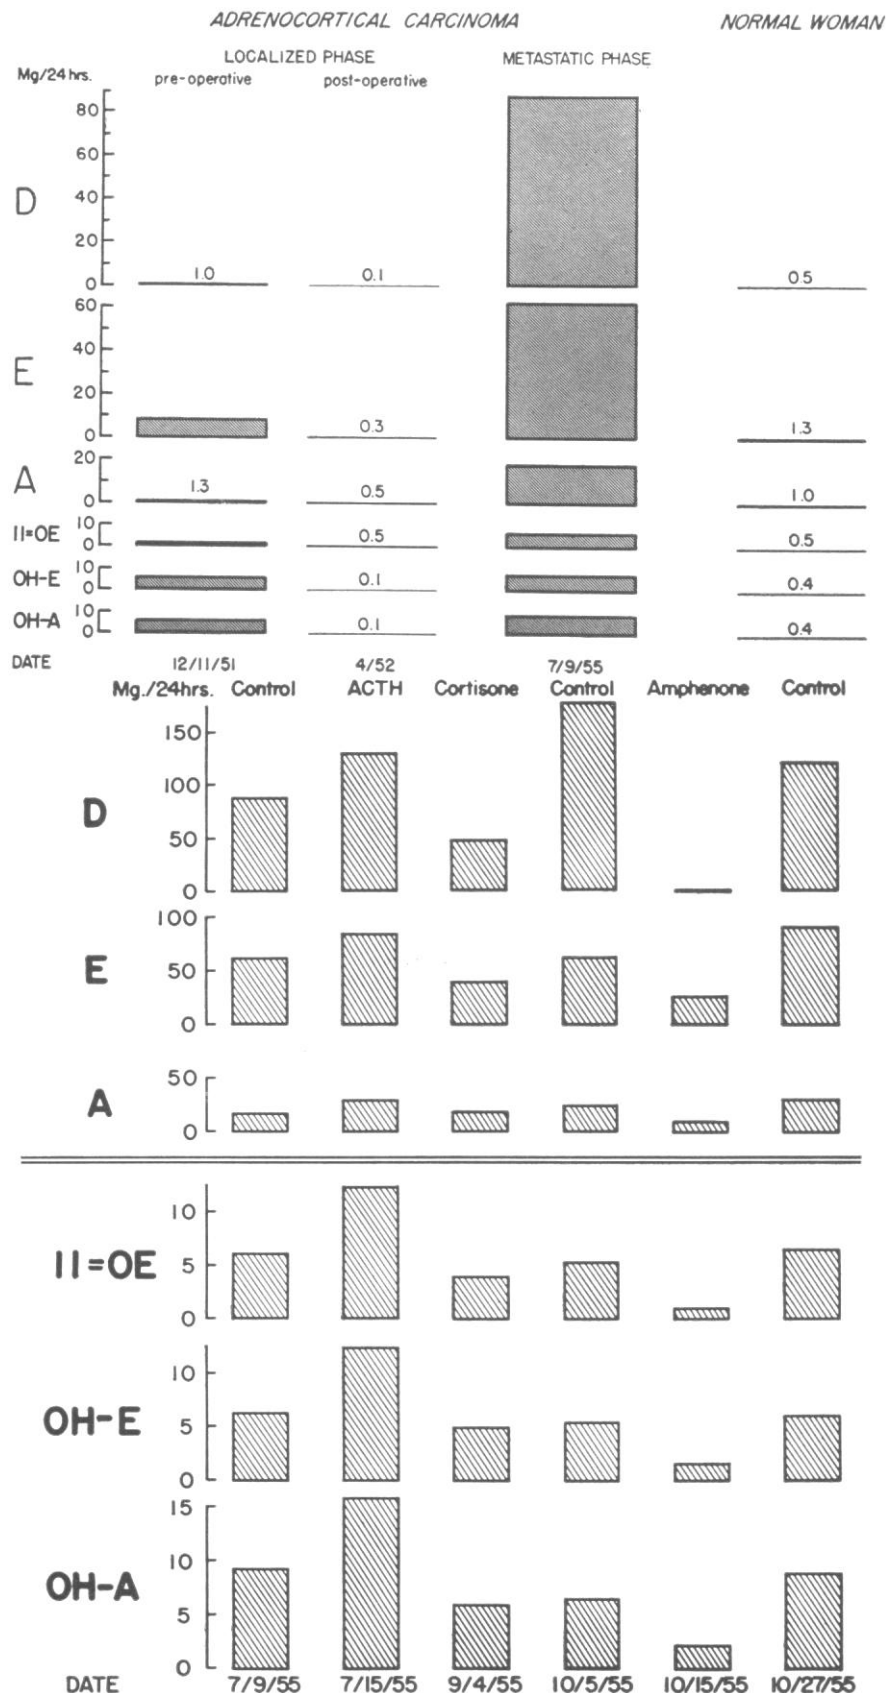 ADRENOCORTICAL CARCINOMA NORMAL WOMAN
LOCALIZED PHASE METASTATIC PHASE
Mg/24 hrs. pre-operative post-operative
80
60
40
20
0
D
1.0 0.1 0.5
60
40
20
0
E
0.3 1.3
20
0
A
1.3 0.5 1.0
11=OE 10 0 0.5 0.5
OH-E 10 0 0.1 0.4
OH-A 10 0 0.1 0.4
DATE 12/11/51 4/52 7/9/55
Mg./24hrs. Control ACTH Cortisone Control Amphenone Control
150
100
50
0
D
100
50
0
E
50
0
A
10
5
0
11=OE
10
5
0
OH-E
15
10
5
0
OH-A
DATE 7/9/55 7/15/55 9/4/55 10/5/55 10/15/55 10/27/55